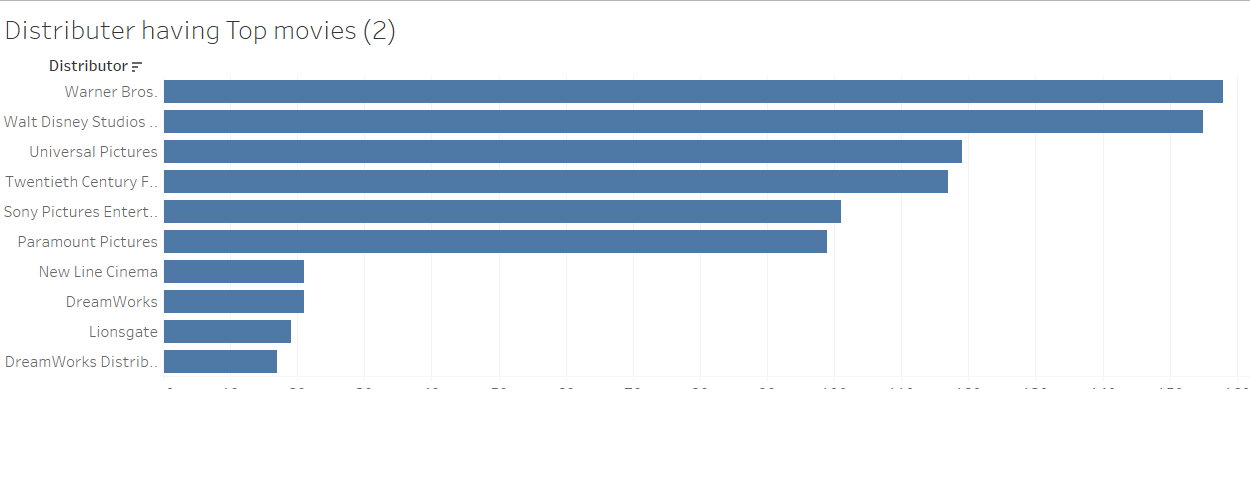 Distributer having Top movies (2)
Distributor
Warner Bros.
Walt Disney Studios ..
Universal Pictures
Twentieth Century F..
Sony Pictures Entert..
Paramount Pictures
New Line Cinema
DreamWorks
Lionsgate
DreamWorks Distrib..